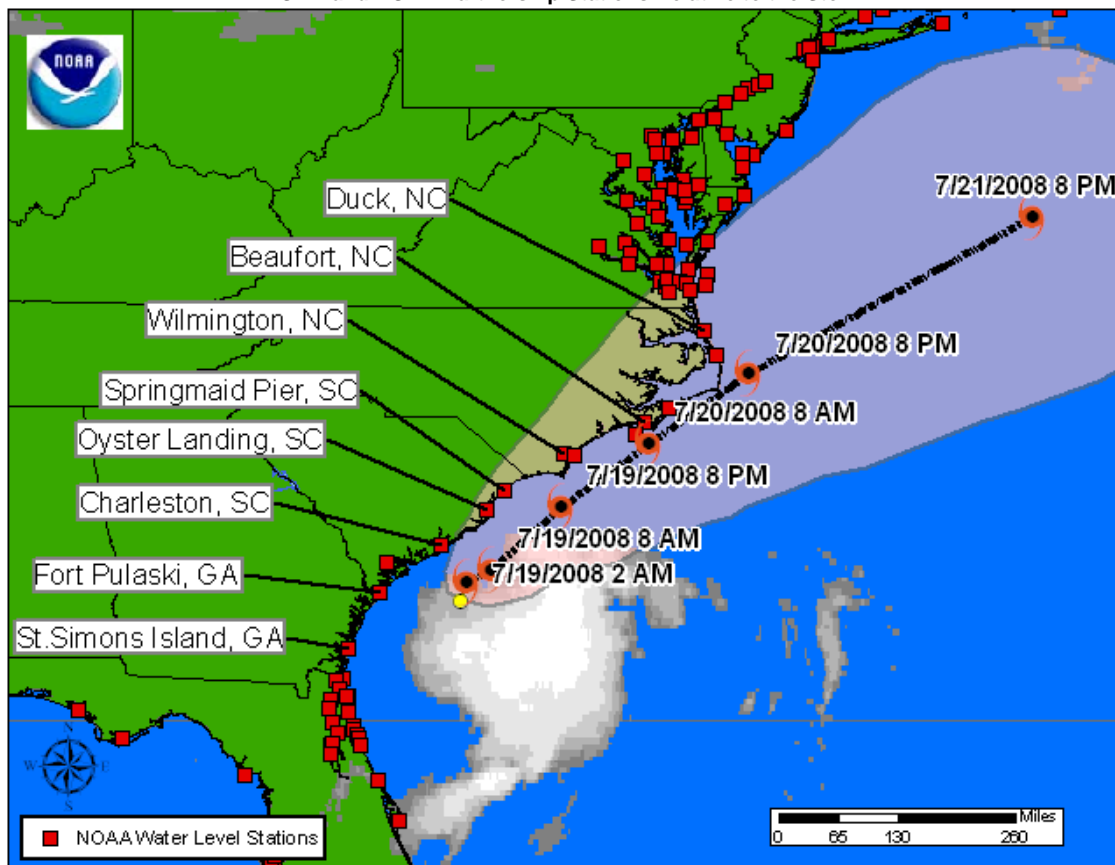 NOAA
Duck, NC
7/21/2008 8 PM
Beaufort, NC
Wilmington, NC
7/20/2008 8 PM
Springmaid Pier, SC
7/20/2008 8 AM
Oyster Landing, SC
7/19/2008 8 PM
Charleston, SC
7/19/2008 8 AM
Fort Pulaski, GA
7/19/2008 2 AM
St.Simons Island, GA
N
W E
S
NOAA Water Level Stations
Miles
0 65 130 260